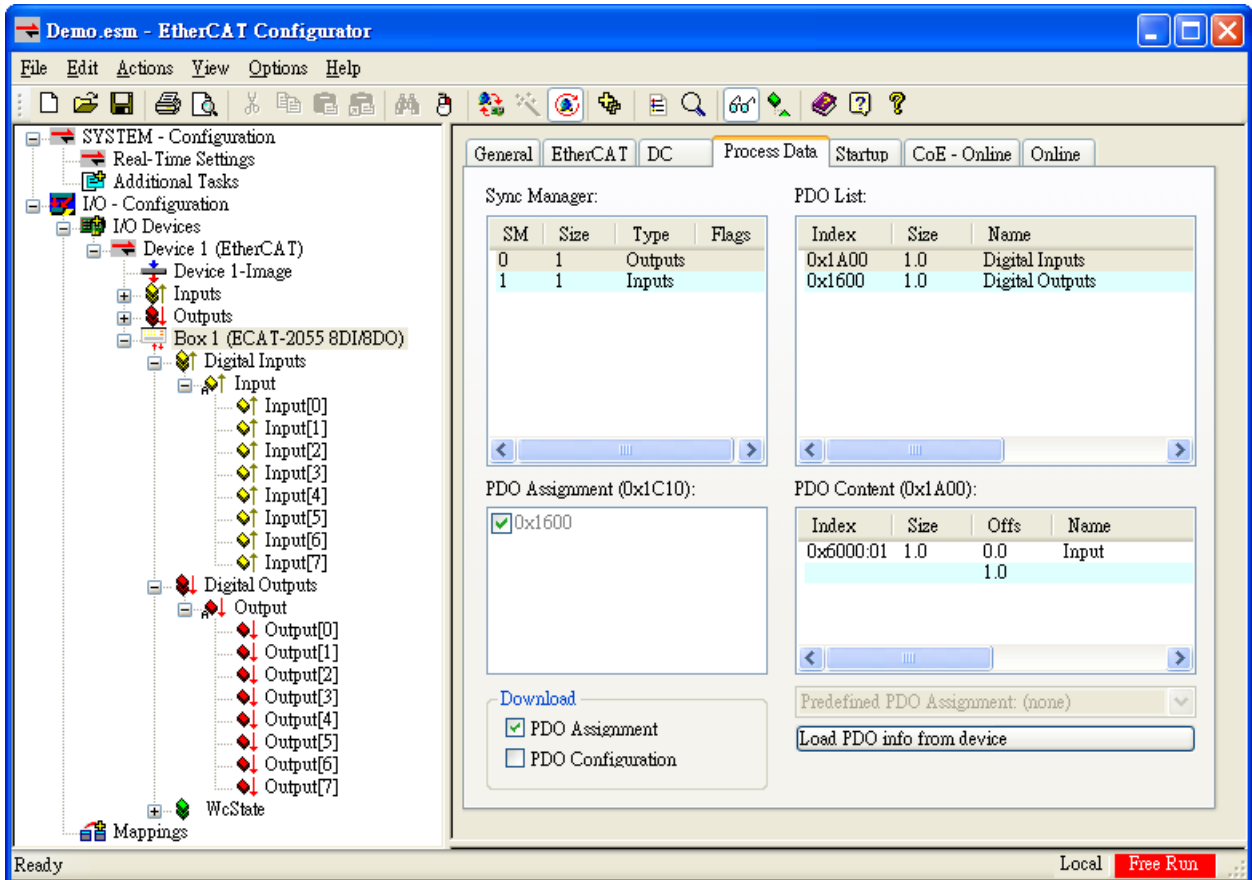 Demo.esm - EtherCAT Configurator
File Edit Actions View Options Help
SYSTEM - Configuration
Real-Time Settings
Additional Tasks
I/O - Configuration
I/O Devices
Device 1 (EtherCAT)
Device 1-Image
Inputs
Outputs
Box 1 (ECAT-2055 8DI/8DO)
Digital Inputs
Input
Input[0]
Input[1]
Input[2]
Input[3]
Input[4]
Input[5]
Input[6]
Input[7]
Digital Outputs
Output
Output[0]
Output[1]
Output[2]
Output[3]
Output[4]
Output[5]
Output[6]
Output[7]
WcState
Mappings
General EtherCAT DC Process Data Startup CoE - Online Online
Sync Manager:
SM Size Type Flags
0 1 Outputs
1 1 Inputs
PDO List:
Index Size Name
0x1A00 1.0 Digital Inputs
0x1600 1.0 Digital Outputs
PDO Assignment (0x1C10):
0x1600
PDO Content (0x1A00):
Index Size Offs Name
0x6000:01 1.0 0.0 Input
1.0
Download
PDO Assignment
PDO Configuration
Predefined PDO Assignment: (none)
Load PDO info from device
Ready
Local Free Run